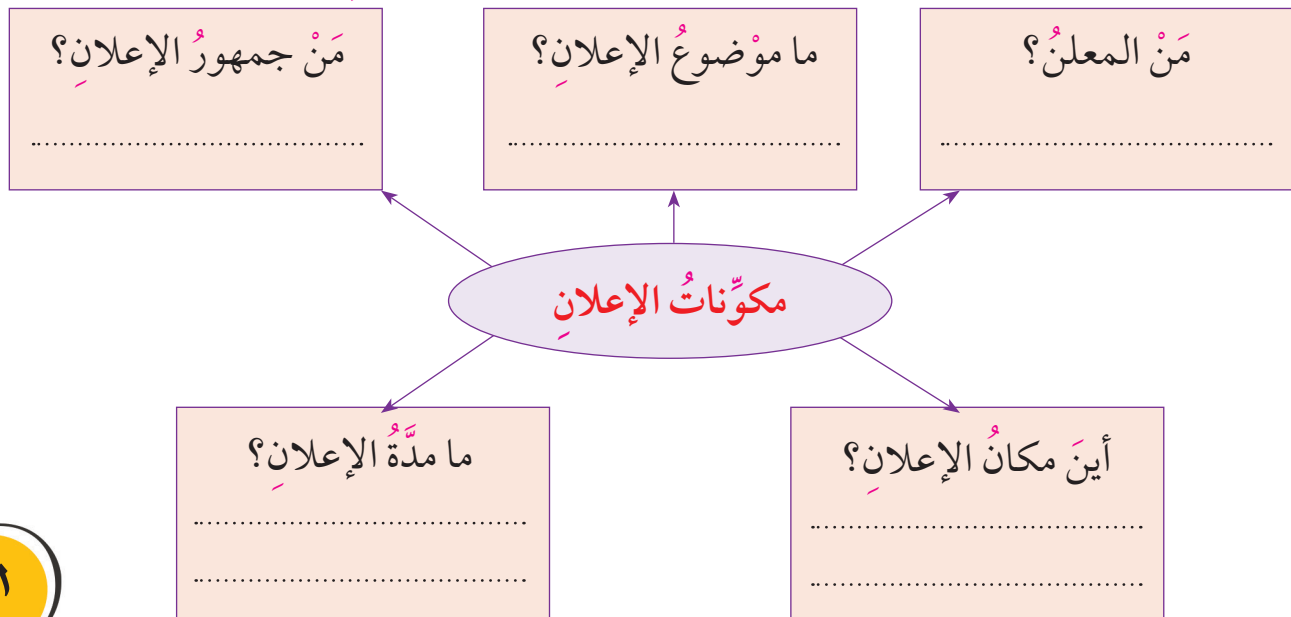 مَنْ المعلنُ؟
ما موْضوعُ الإعلانِ؟
مَنْ جمهورُ الإعلانِ؟
مكوِّناتُ الإعلانِ
أينَ مكانُ الإعلانِ؟
ما مدَّةُ الإعلانِ؟